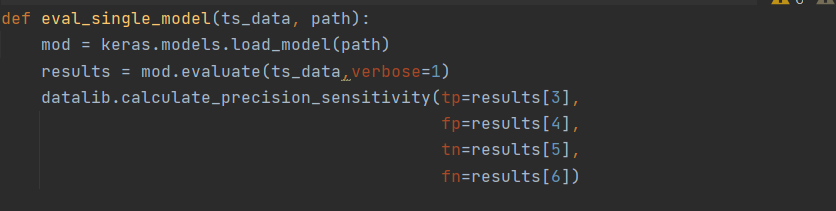 def eval_single_model(ts_data, path):
    mod = keras.models.load_model(path)
    results = mod.evaluate(ts_data,verbose=1)
    datalib.calculate_precision_sensitivity(tp=results[3],
                                            fp=results[4],
                                            tn=results[5],
                                            fn=results[6])